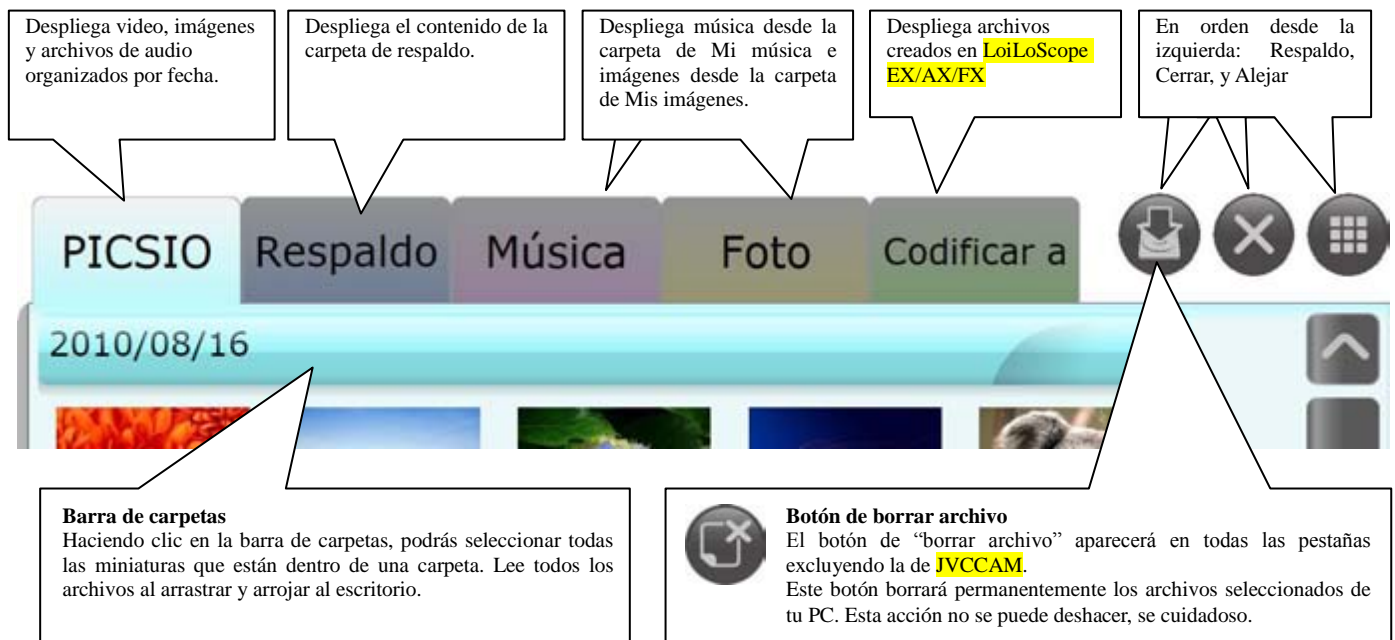 Despliega video, imágenes
y archivos de audio
organizados por fecha.
Despliega el contenido de la
carpeta de respaldo.
Despliega música desde la
carpeta de Mi música e
imágenes desde la carpeta
de Mis imágenes.
Despliega archivos
creados en LoiLoScope
EX/AX/FX
En orden desde la
izquierda: Respaldo,
Cerrar, y Alejar
PICSIO
Respaldo
Música
Foto
Codificar a
2010/08/16
Barra de carpetas
Haciendo clic en la barra de carpetas, podrás seleccionar todas
las miniaturas que están dentro de una carpeta. Lee todos los
archivos al arrastrar y arrojar al escritorio.
Botón de borrar archivo
El botón de “borrar archivo” aparecerá en todas las pestañas
excluyendo la de JVCCAM.
Este botón borrará permanentemente los archivos seleccionados de
tu PC. Esta acción no se puede deshacer, se cuidadoso.